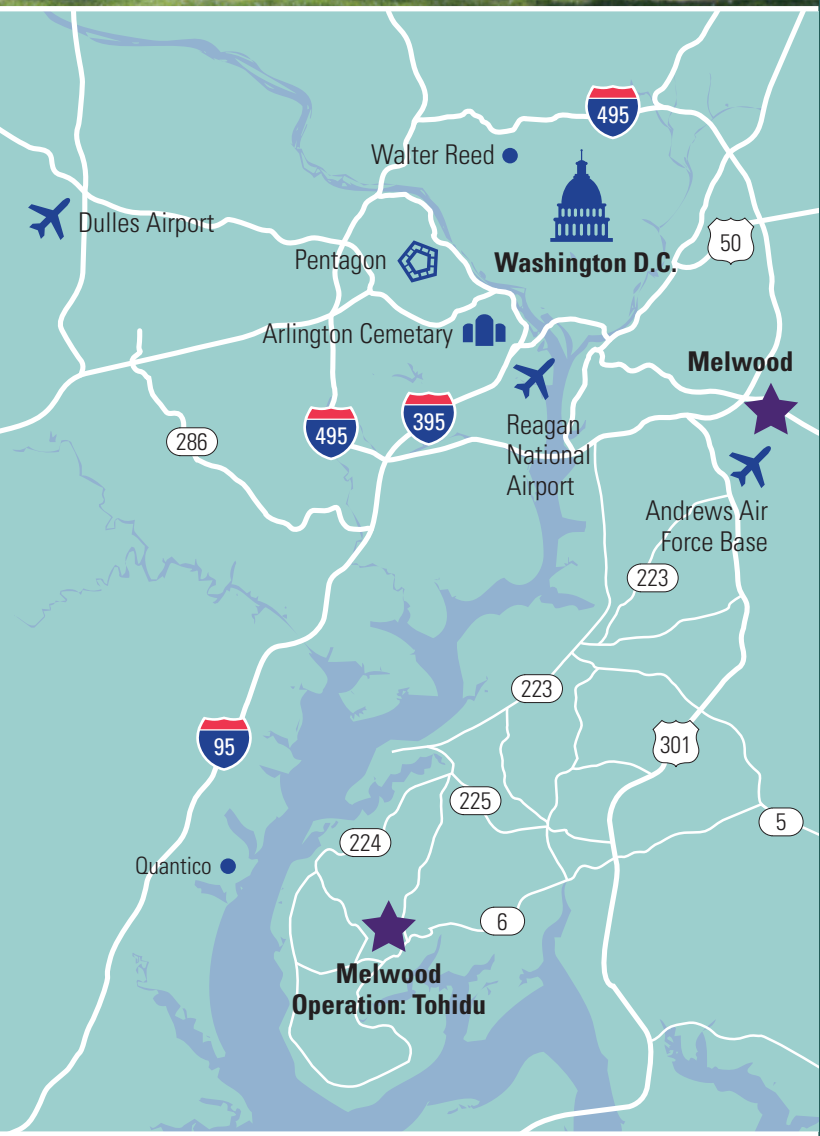 495
Walter Reed
Dulles Airport
50
Pentagon
Washington D.C.
Arlington Cemetary
Melwood
495
395
286
Reagan
National
Airport
Andrews Air
Force Base
223
223
95
301
225
5
224
Quantico
6
Melwood
Operation: Tohidu